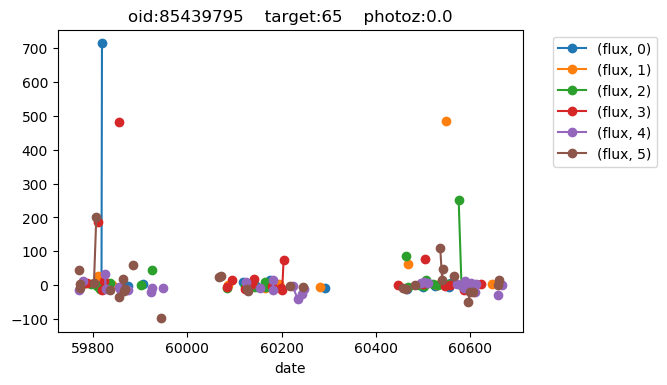 oid:85439795    target:65    photoz:0.0
700
600
500
400
300
200
100
0
−100
59800
60000
60200
60400
60600
date
(flux, 0)
(flux, 1)
(flux, 2)
(flux, 3)
(flux, 4)
(flux, 5)